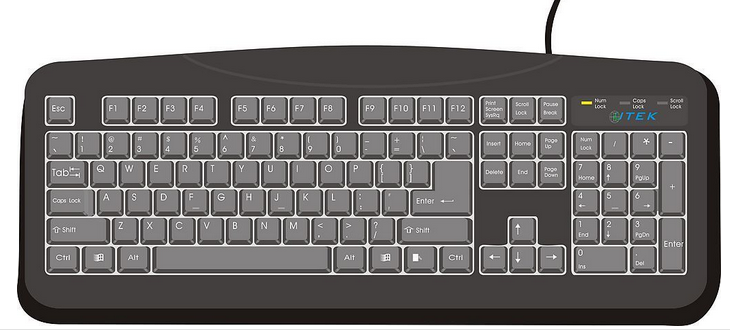 Esc F1 F2 F3 F4 F5 F6 F7 F8 F9 F10 F11 F12 Print Screen SysRq Scroll Lock Pause Break Num Lock Caps Lock Scroll Lock
ITEK
~ ! 1 @ 2 # 3 $ 4 % 5 ^ 6 & 7 * 8 ( 9 ) 0 _ - + = | \ ~ Insert Home Page Up Num Lock / * -
Tab Q W E R T Y U I O P { [ } ] Delete End Page Down 7 Home 8 ↑ 9 PgUp +
Caps Lock A S D F G H J K L : ; " ' Enter 4 ← 5 6 →
⇧ Shift Z X C V B N M < , > . ? / ⇧ Shift ↑ 1 End 2 ↓ 3 PgDn Enter
Ctrl Alt Alt Ctrl ← ↓ → 0 Ins . Del